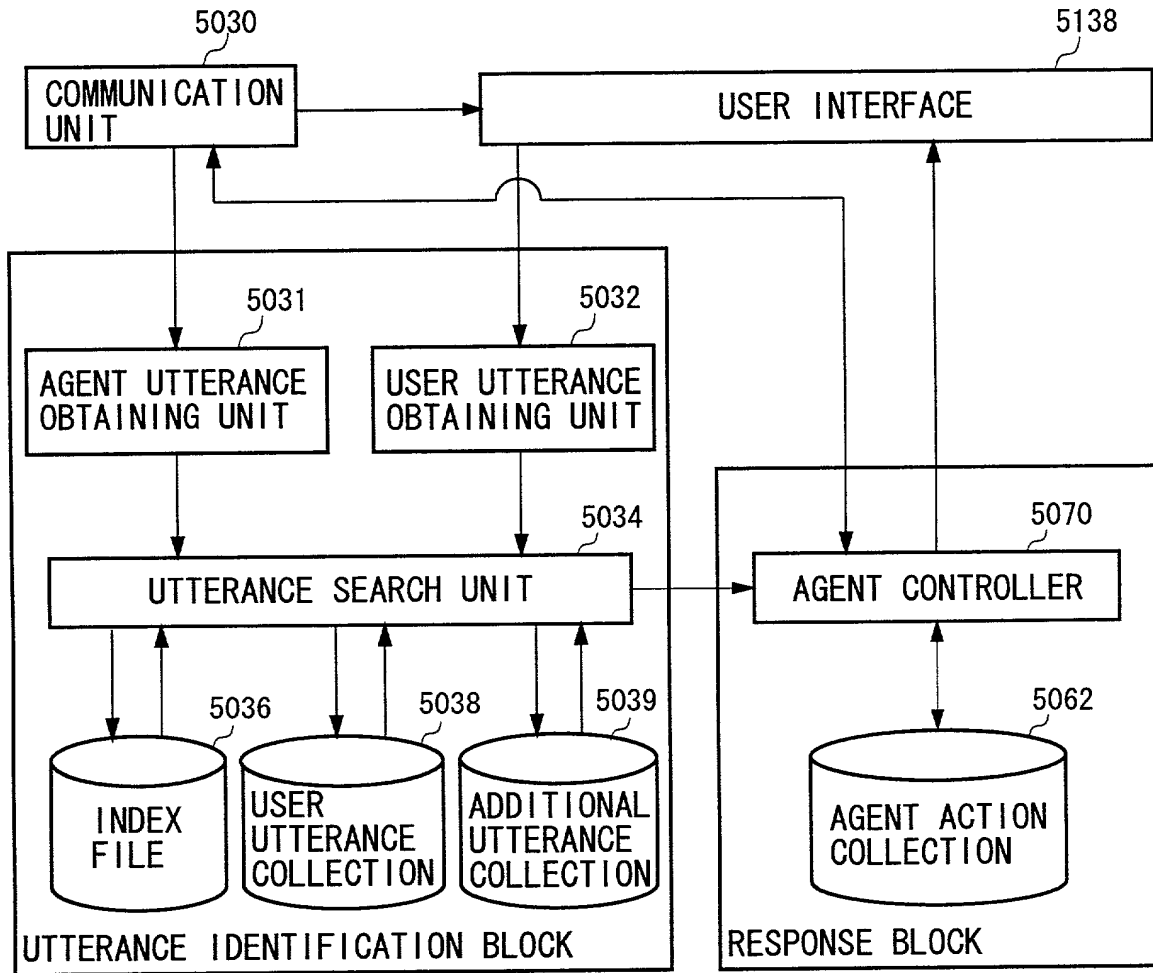 5030
5138
COMMUNICATION
UNIT
USER INTERFACE
5031
5032
AGENT UTTERANCE
OBTAINING UNIT
USER UTTERANCE
OBTAINING UNIT
5034
5070
UTTERANCE SEARCH UNIT
AGENT CONTROLLER
5036
5038
5039
5062
INDEX
FILE
USER
UTTERANCE
COLLECTION
ADDITIONAL
UTTERANCE
COLLECTION
AGENT ACTION
COLLECTION
UTTERANCE IDENTIFICATION BLOCK
RESPONSE BLOCK